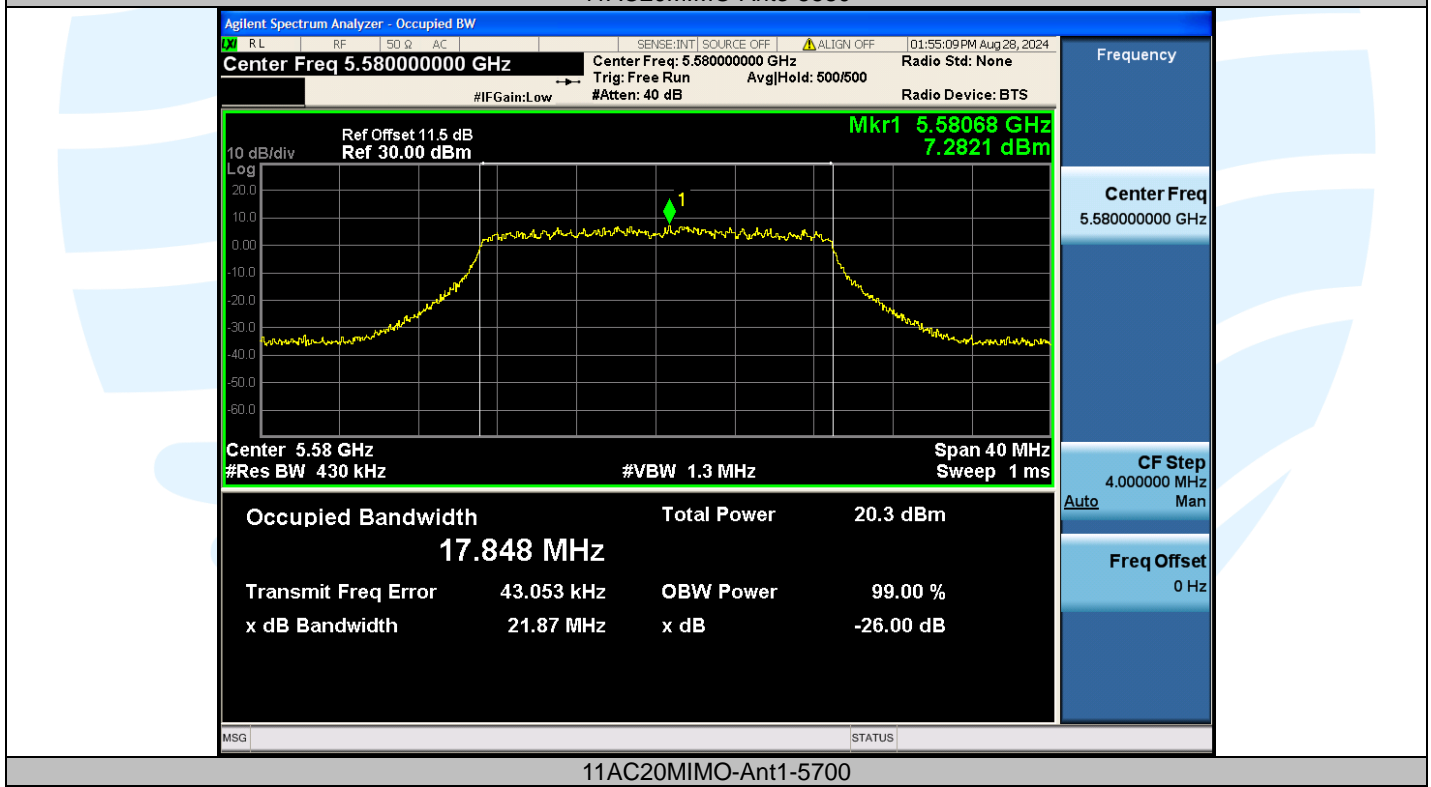 Agilent Spectrum Analyzer - Occupied BW
LXI RL RF 50 Ω AC SENSE:INT SOURCE OFF ALIGN OFF 01:55:09 PM Aug 28, 2024
Center Freq 5.580000000 GHz
Center Freq: 5.580000000 GHz Radio Std: None
Trig: Free Run Avg|Hold: 500/500
#IFGain:Low #Atten: 40 dB Radio Device: BTS
Frequency
Mkr1 5.58068 GHz
7.2821 dBm
Ref Offset 11.5 dB
10 dB/div Ref 30.00 dBm
Log
20.0
10.0
0.00
-10.0
-20.0
-30.0
-40.0
-50.0
-60.0
1
Center 5.58 GHz Span 40 MHz
#Res BW 430 kHz #VBW 1.3 MHz Sweep 1 ms
Center Freq
5.580000000 GHz
CF Step
4.000000 MHz
Auto Man
Freq Offset
0 Hz
Occupied Bandwidth Total Power 20.3 dBm
17.848 MHz
Transmit Freq Error 43.053 kHz OBW Power 99.00 %
x dB Bandwidth 21.87 MHz x dB -26.00 dB
MSG STATUS
11AC20MIMO-Ant1-5700